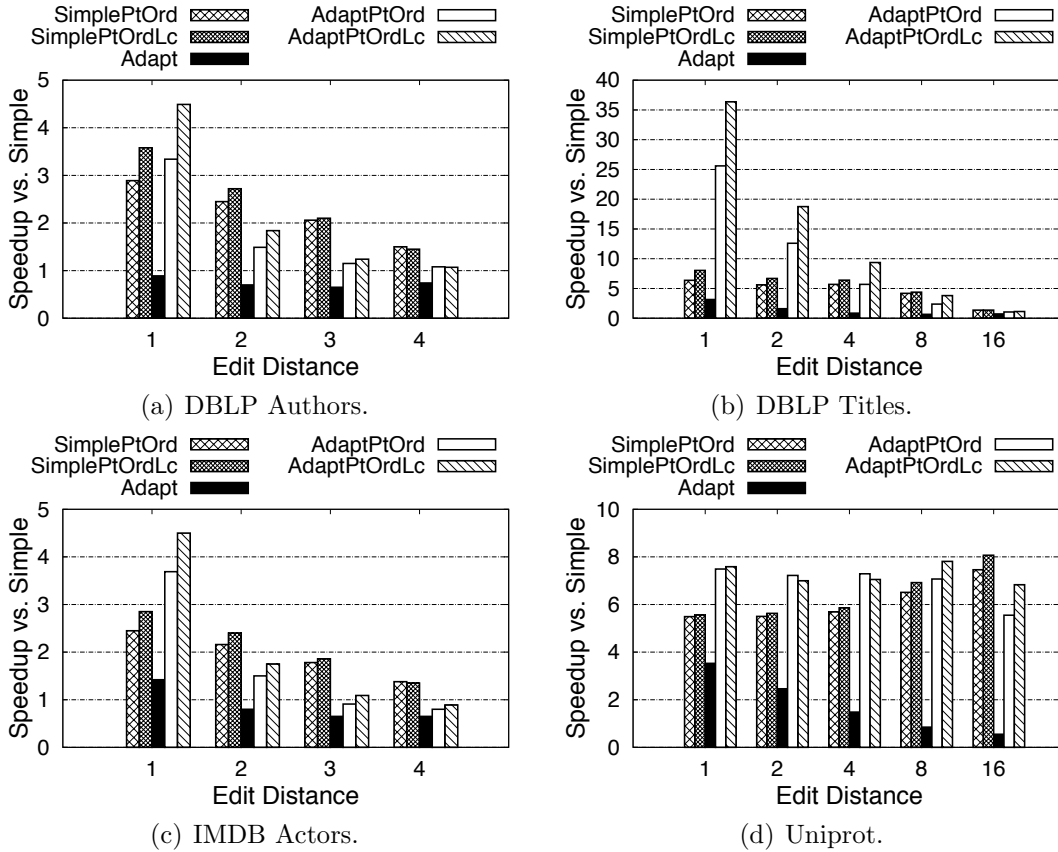 SimplePtOrd
SimplePtOrdLc
Adapt
AdaptPtOrd
AdaptPtOrdLc
Speedup vs. Simple
5
4
3
2
1
0
1 2 3 4
Edit Distance
(a) DBLP Authors.
SimplePtOrd
SimplePtOrdLc
Adapt
AdaptPtOrd
AdaptPtOrdLc
Speedup vs. Simple
40
35
30
25
20
15
10
5
0
1 2 4 8 16
Edit Distance
(b) DBLP Titles.
SimplePtOrd
SimplePtOrdLc
Adapt
AdaptPtOrd
AdaptPtOrdLc
Speedup vs. Simple
5
4
3
2
1
0
1 2 3 4
Edit Distance
(c) IMDB Actors.
SimplePtOrd
SimplePtOrdLc
Adapt
AdaptPtOrd
AdaptPtOrdLc
Speedup vs. Simple
10
8
6
4
2
0
1 2 4 8 16
Edit Distance
(d) Uniprot.